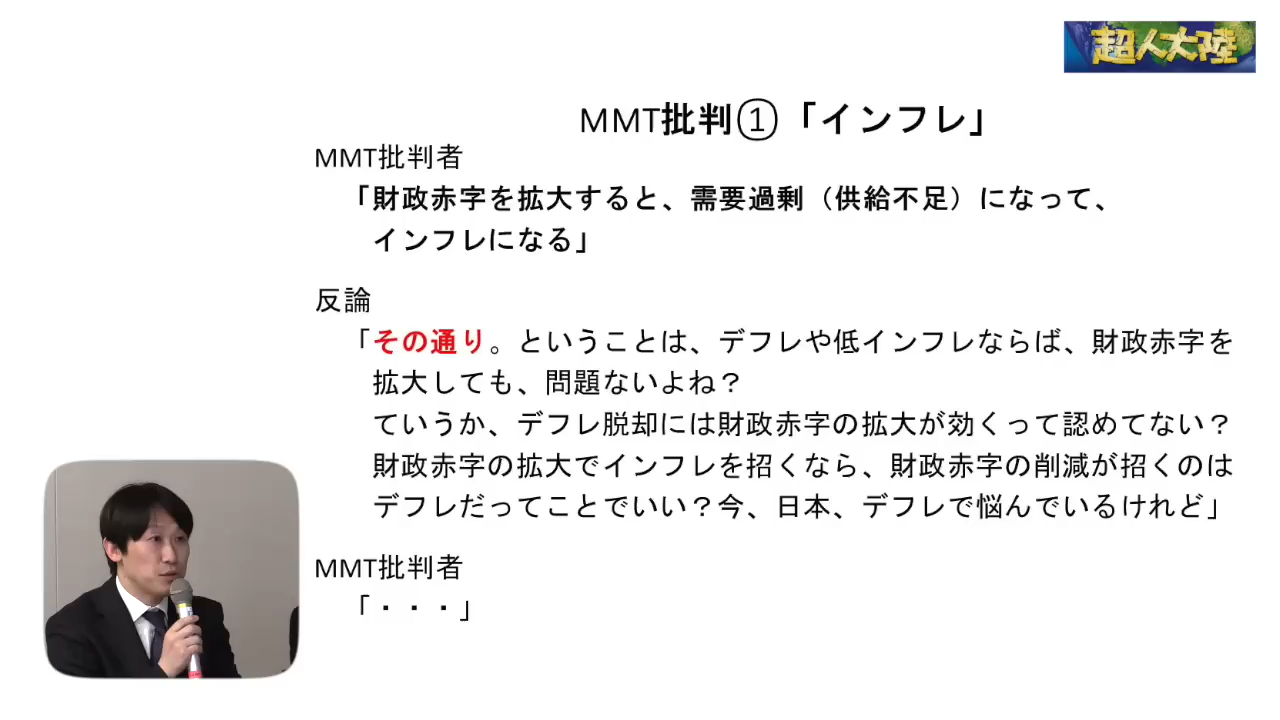 超人大陸
MMT批判①「インフレ」
MMT批判者
「財政赤字を拡大すると、需要過剰（供給不足）になって、
インフレになる」
反論
「その通り。ということは、デフレや低インフレならば、財政赤字を
拡大しても、問題ないよね？
ていうか、デフレ脱却には財政赤字の拡大が効くって認めてない？
財政赤字の拡大でインフレを招くなら、財政赤字の削減が招くのは
デフレだってことでいい？今、日本、デフレで悩んでいるけれど」
MMT批判者
「・・・」